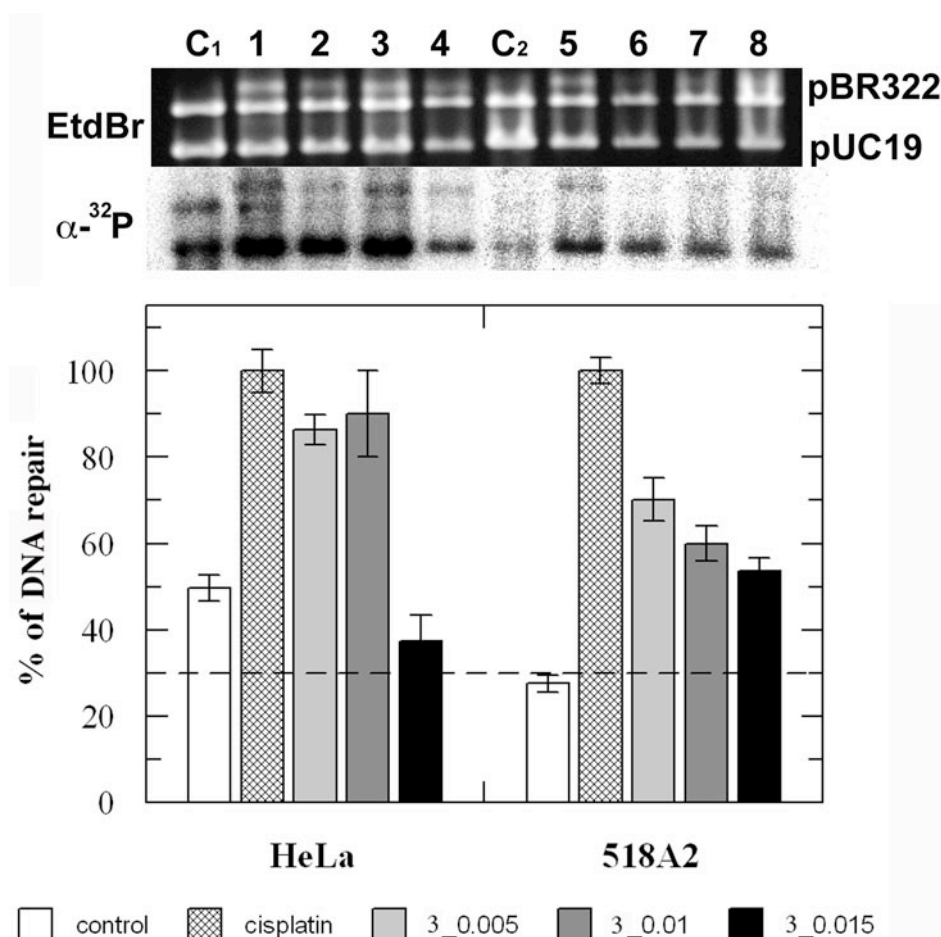 C₁ 1 2 3 4 C₂ 5 6 7 8
EtdBr
pBR322
pUC19
α-³²P
% of DNA repair
100
80
60
40
20
0
HeLa 518A2
control cisplatin 3_0.005 3_0.01 3_0.015